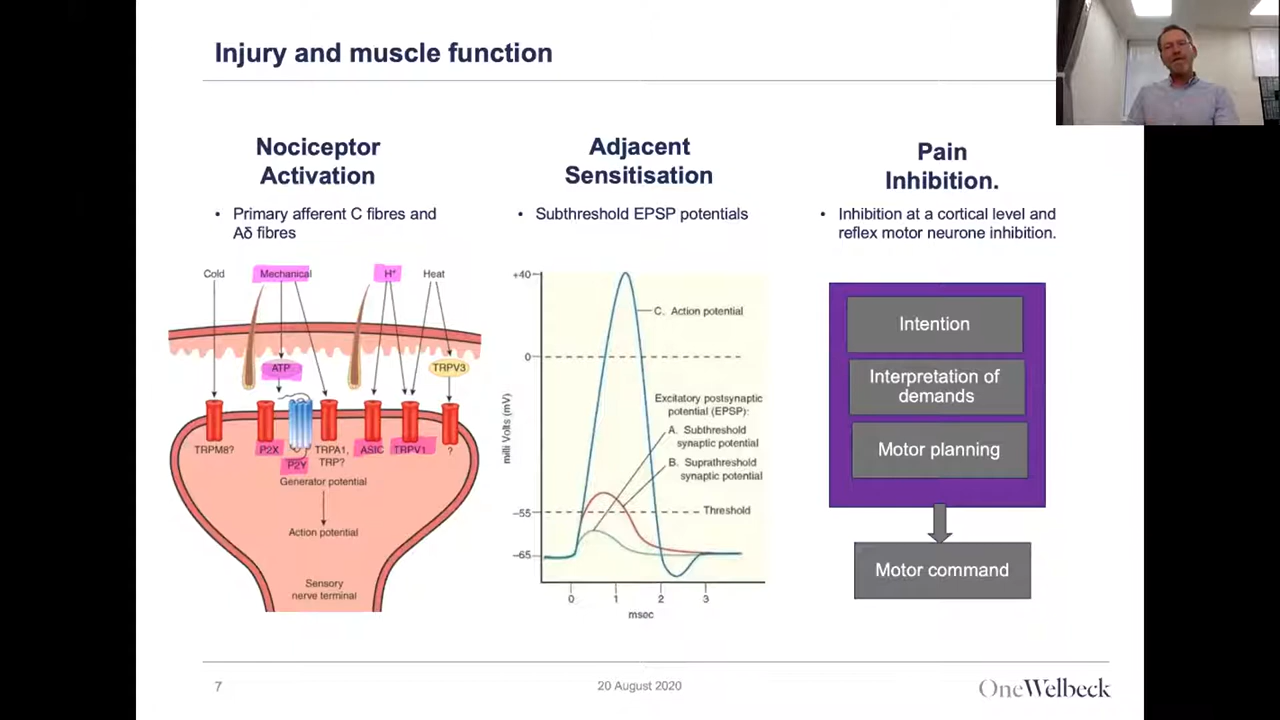 Injury and muscle function
Nociceptor
Activation
• Primary afferent C fibres and
Aδ fibres
Cold
Mechanical
H⁺
Heat
ATP
TRPV3
TRPM8?
P2X
P2Y
TRPA1,
TRP?
ASIC
TRPV1
?
Generator potential
Action potential
Sensory
nerve terminal
Adjacent
Sensitisation
• Subthreshold EPSP potentials
+40
0
-55
-65
milli Volts (mV)
C. Action potential
Excitatory postsynaptic
potential (EPSP):
A. Subthreshold
synaptic potential
B. Suprathreshold
synaptic potential
Threshold
0 1 2 3
msec
Pain
Inhibition.
• Inhibition at a cortical level and
reflex motor neurone inhibition.
Intention
Interpretation of
demands
Motor planning
Motor command
7
20 August 2020
OneWelbeck